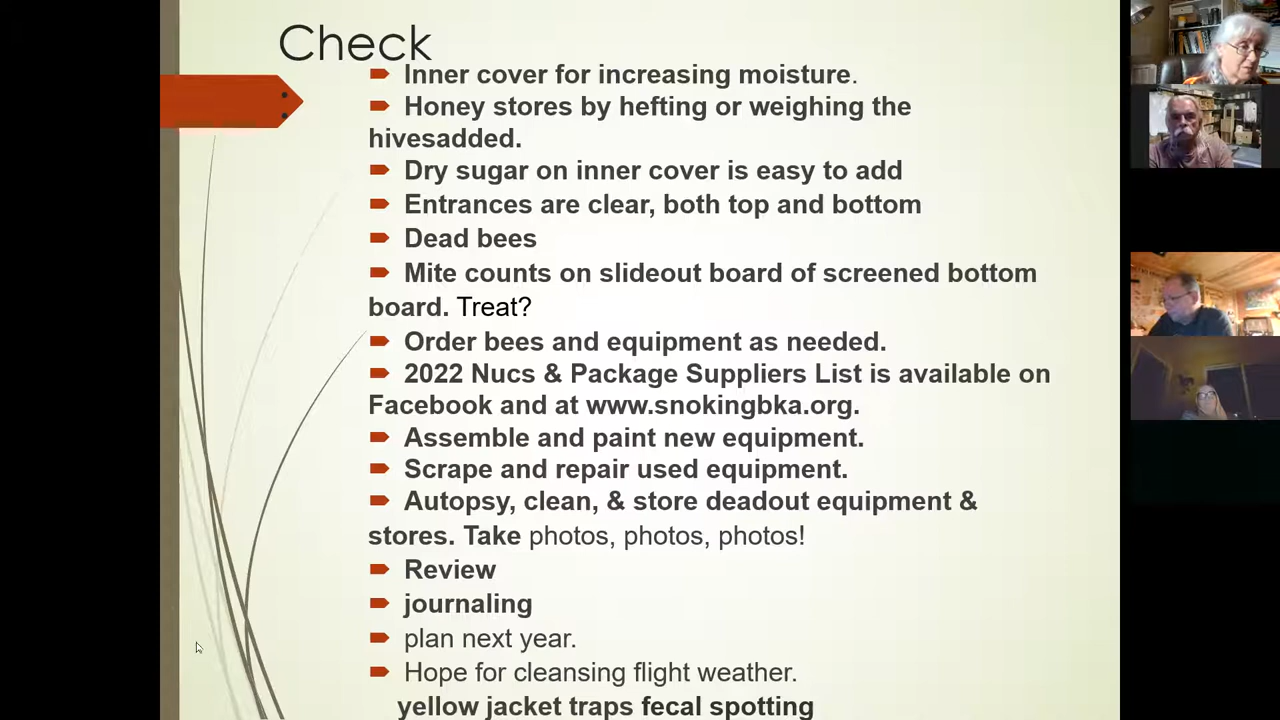 Check
Inner cover for increasing moisture.
Honey stores by hefting or weighing the
hivesadded.
Dry sugar on inner cover is easy to add
Entrances are clear, both top and bottom
Dead bees
Mite counts on slideout board of screened bottom
board. Treat?
Order bees and equipment as needed.
2022 Nucs & Package Suppliers List is available on
Facebook and at www.snokingbka.org.
Assemble and paint new equipment.
Scrape and repair used equipment.
Autopsy, clean, & store deadout equipment &
stores. Take photos, photos, photos!
Review
journaling
plan next year.
Hope for cleansing flight weather.
yellow jacket traps fecal spotting